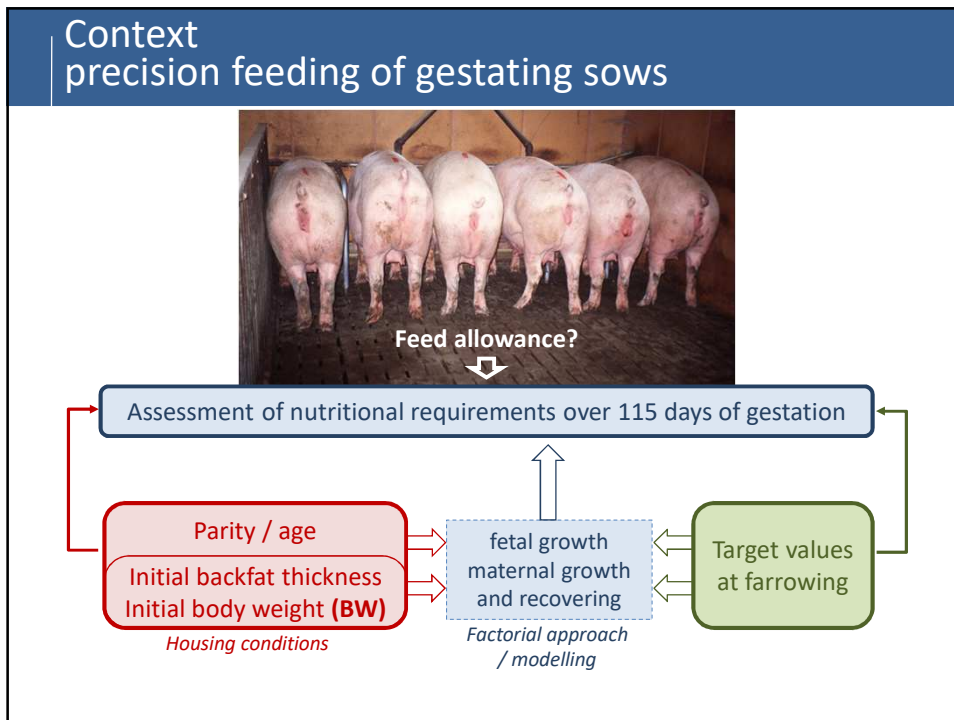 Context
precision feeding of gestating sows
Feed allowance?
Assessment of nutritional requirements over 115 days of gestation
Parity / age
Initial backfat thickness
Initial body weight (BW)
Housing conditions
fetal growth
maternal growth
and recovering
Factorial approach
/ modelling
Target values
at farrowing